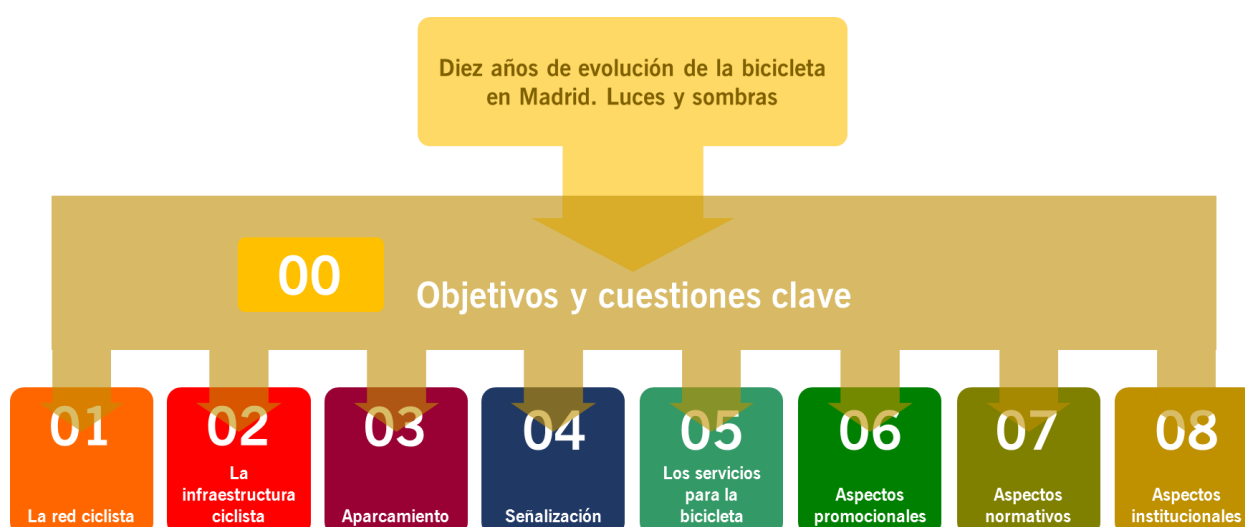 Diez años de evolución de la bicicleta
en Madrid. Luces y sombras
00
Objetivos y cuestiones clave
01
La red ciclista
02
La
infraestructura
ciclista
03
Aparcamiento
04
Señalización
05
Los servicios
para la
bicicleta
06
Aspectos
promocionales
07
Aspectos
normativos
08
Aspectos
institucionales